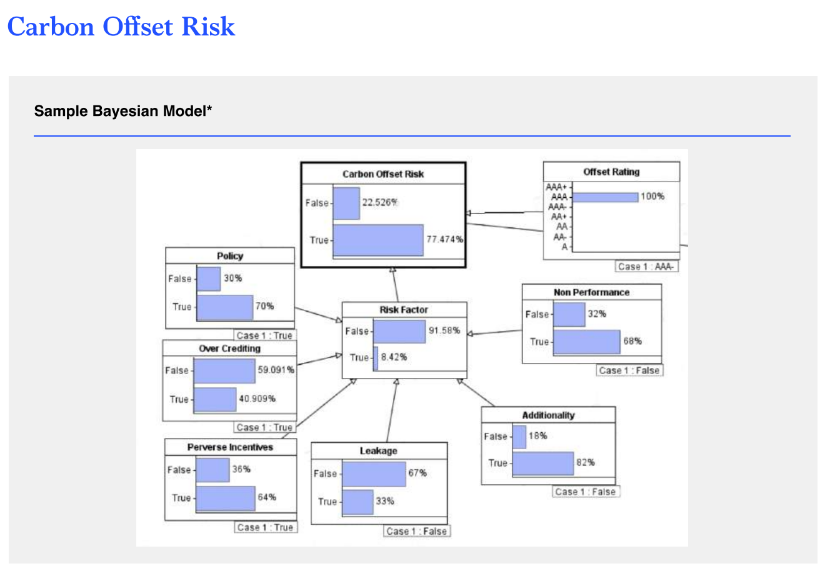 Carbon Offset Risk
Sample Bayesian Model*
Carbon Offset Risk
False
22.526%
True
77.474%
Offset Rating
AAA+
AAA
100%
AAA-
AA+
AA
AA-
A
Case 1 : AAA-
Policy
False
30%
True
70%
Case 1 : True
Risk Factor
False
91.58%
True
8.42%
Non Performance
False
32%
True
68%
Case 1 : False
Over Crediting
False
59.091%
True
40.909%
Case 1 : True
Additionality
False
18%
True
82%
Case 1 : False
Perverse Incentives
False
36%
True
64%
Case 1 : True
Leakage
False
67%
True
33%
Case 1 : False